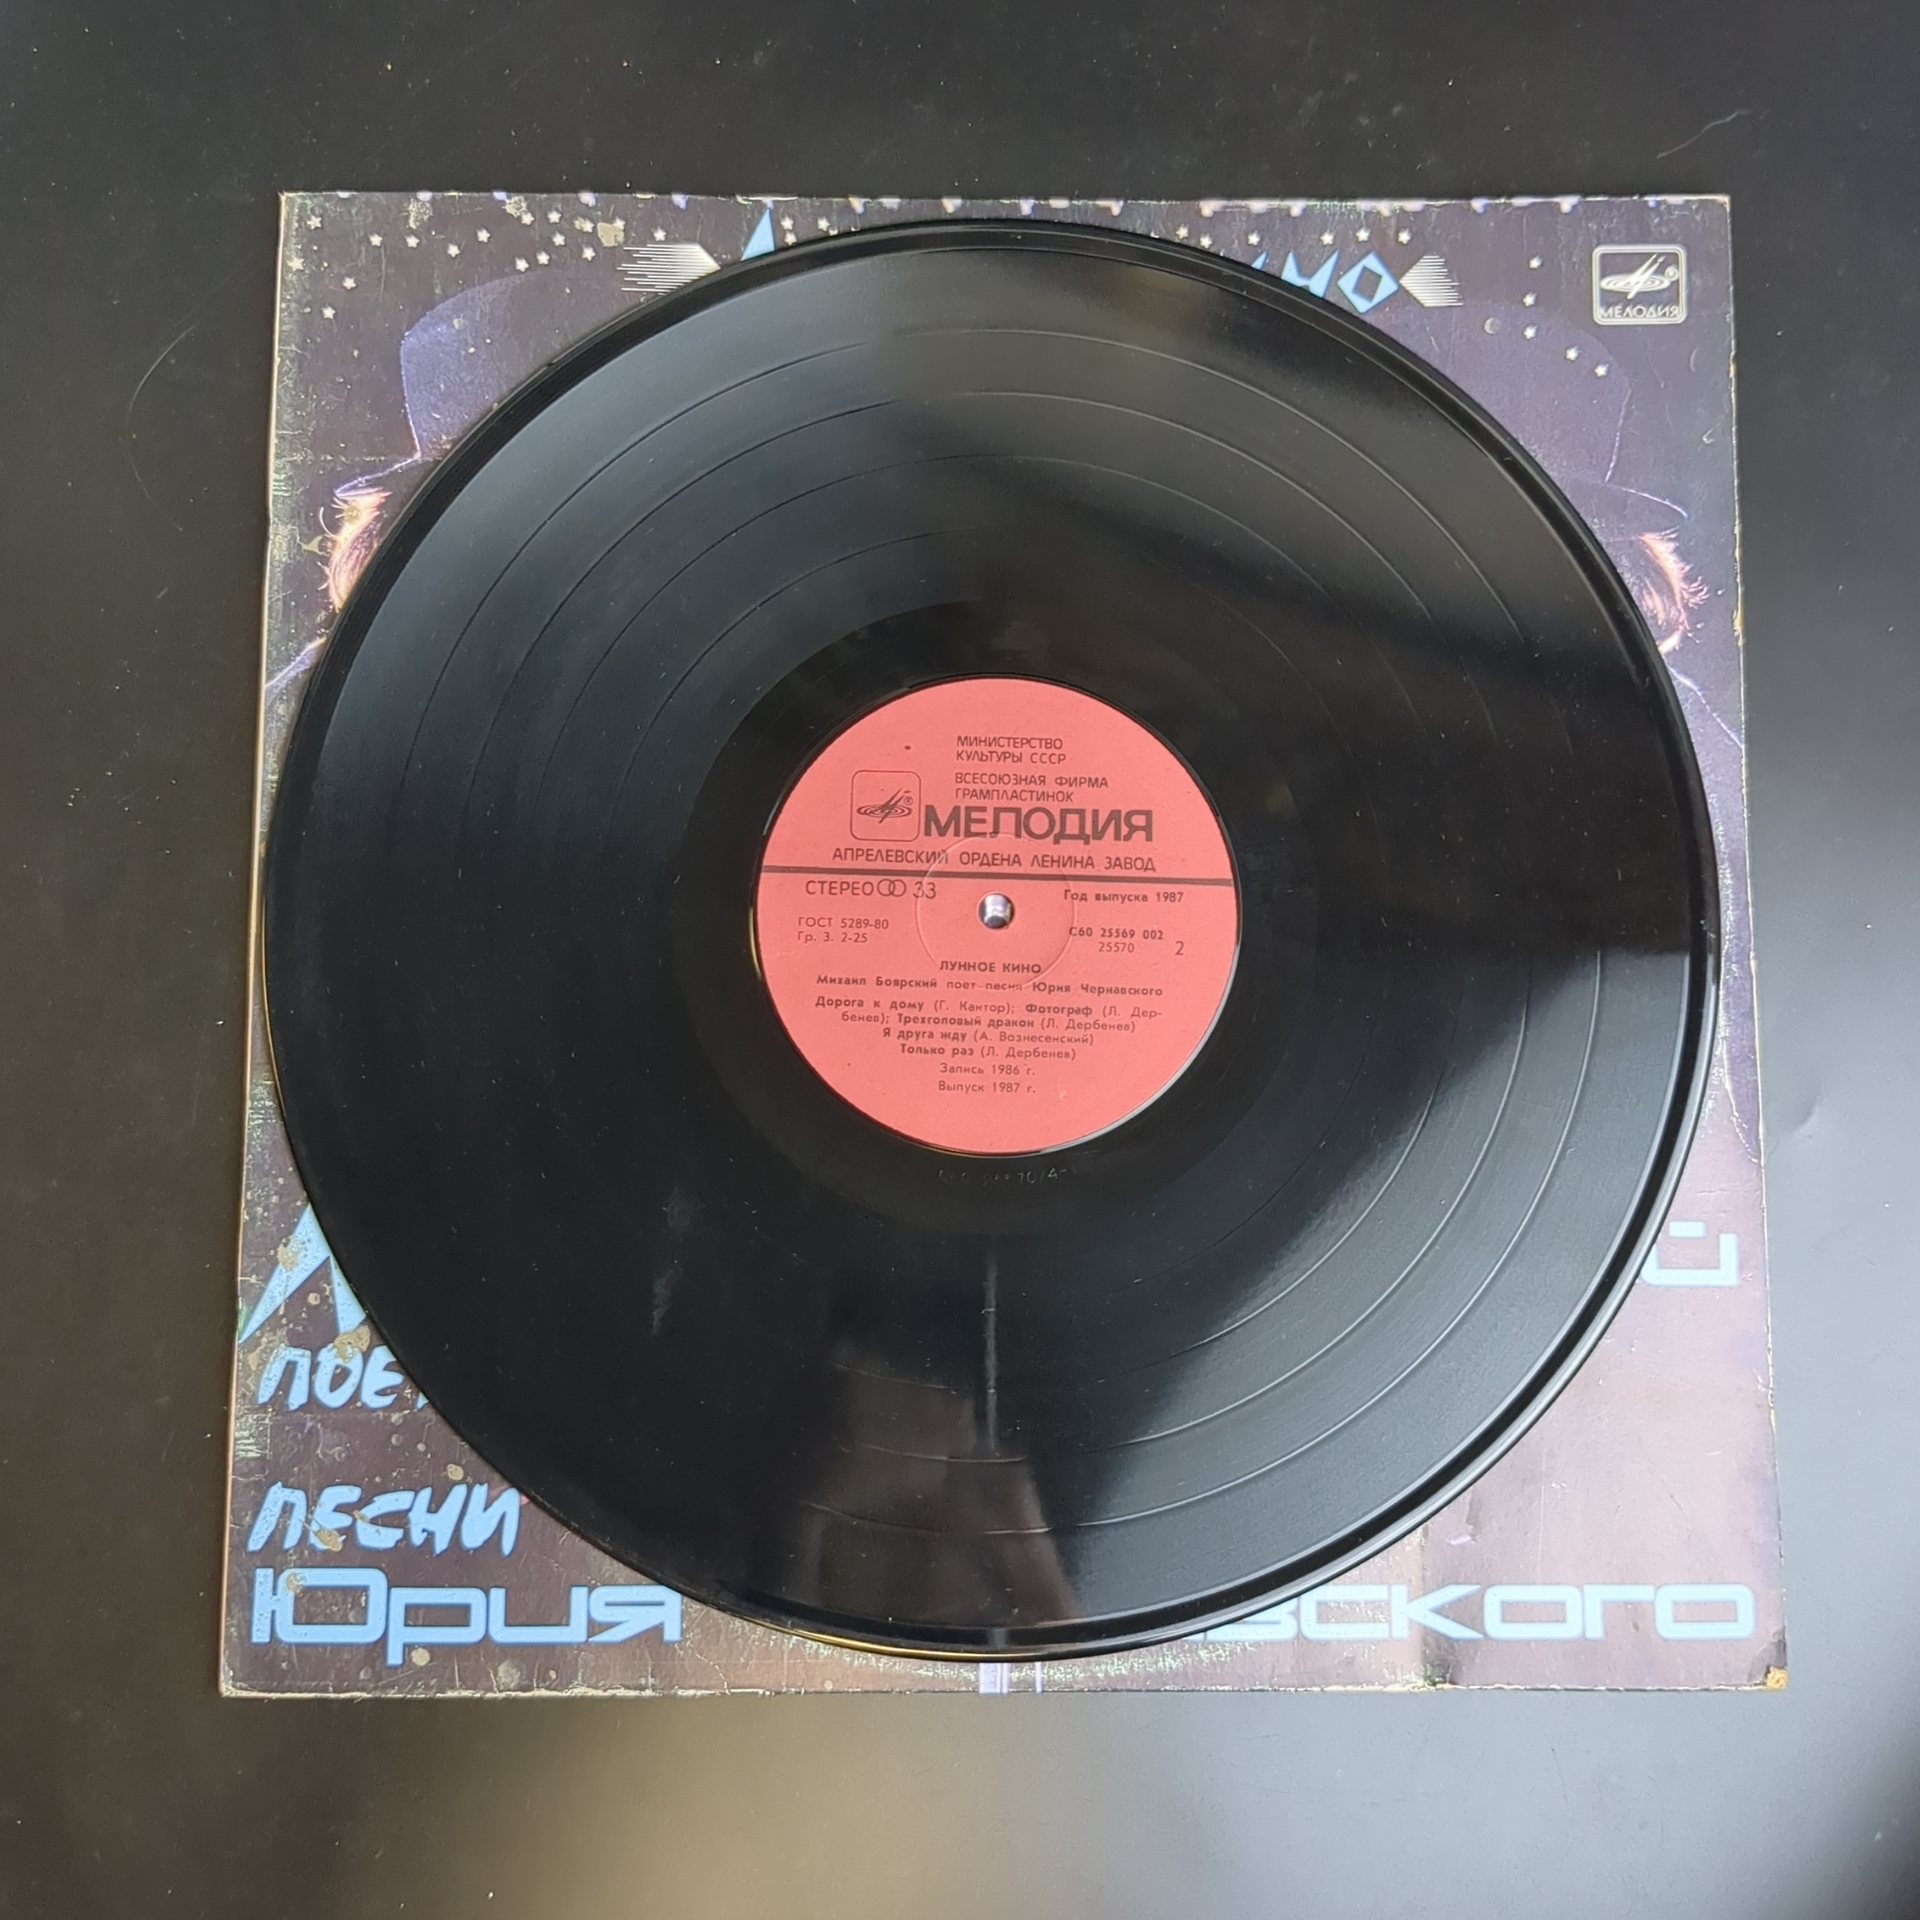 МЕЛОДИЯ
МИНИСТЕРСТВО
КУЛЬТУРЫ СССР
ВСЕСОЮЗНАЯ ФИРМА
ГРАМПЛАСТИНОК
МЕЛОДИЯ
АПРЕЛЕВСКИЙ ОРДЕНА ЛЕНИНА ЗАВОД
СТЕРЕО 33
Год выпуска 1987
ГОСТ 5289-80
Гр. 3. 2-25
С60 25569 002
25570 2
ЛУННОЕ КИНО
Михаил Боярский поет песни Юрия Чернавского
Дорога к дому (Г. Кантор); Фотограф (Л. Дер-
бенев); Трехголовый дракон (Л. Дербенев)
Я друга жду (А. Вознесенский)
Только раз (Л. Дербенев)
Запись 1986 г.
Выпуск 1987 г.
ПЕСНИ
Юрия